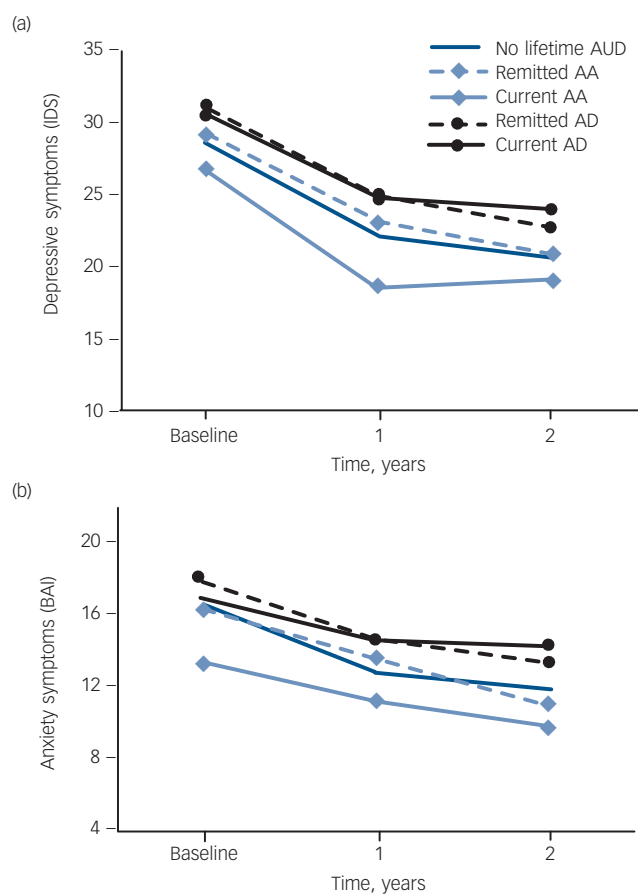 (a)
35
30
25
20
15
10
Depressive symptoms (IDS)
No lifetime AUD
Remitted AA
Current AA
Remitted AD
Current AD
Baseline 1 2
Time, years
(b)
20
16
12
8
4
Anxiety symptoms (BAI)
Baseline 1 2
Time, years